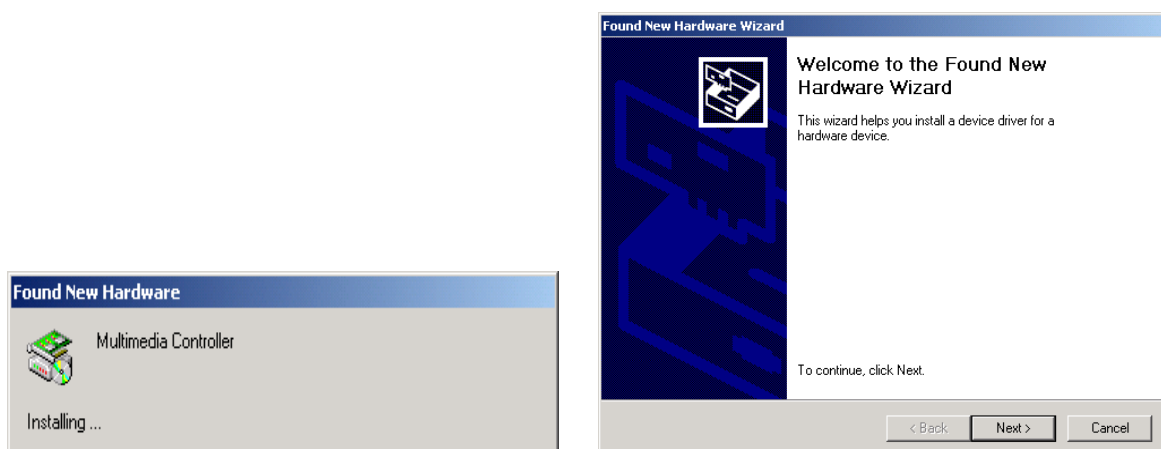 Found New Hardware
Multimedia Controller
Installing ...
Found New Hardware Wizard
Welcome to the Found New
Hardware Wizard
This wizard helps you install a device driver for a
hardware device.
To continue, click Next.
< Back Next > Cancel